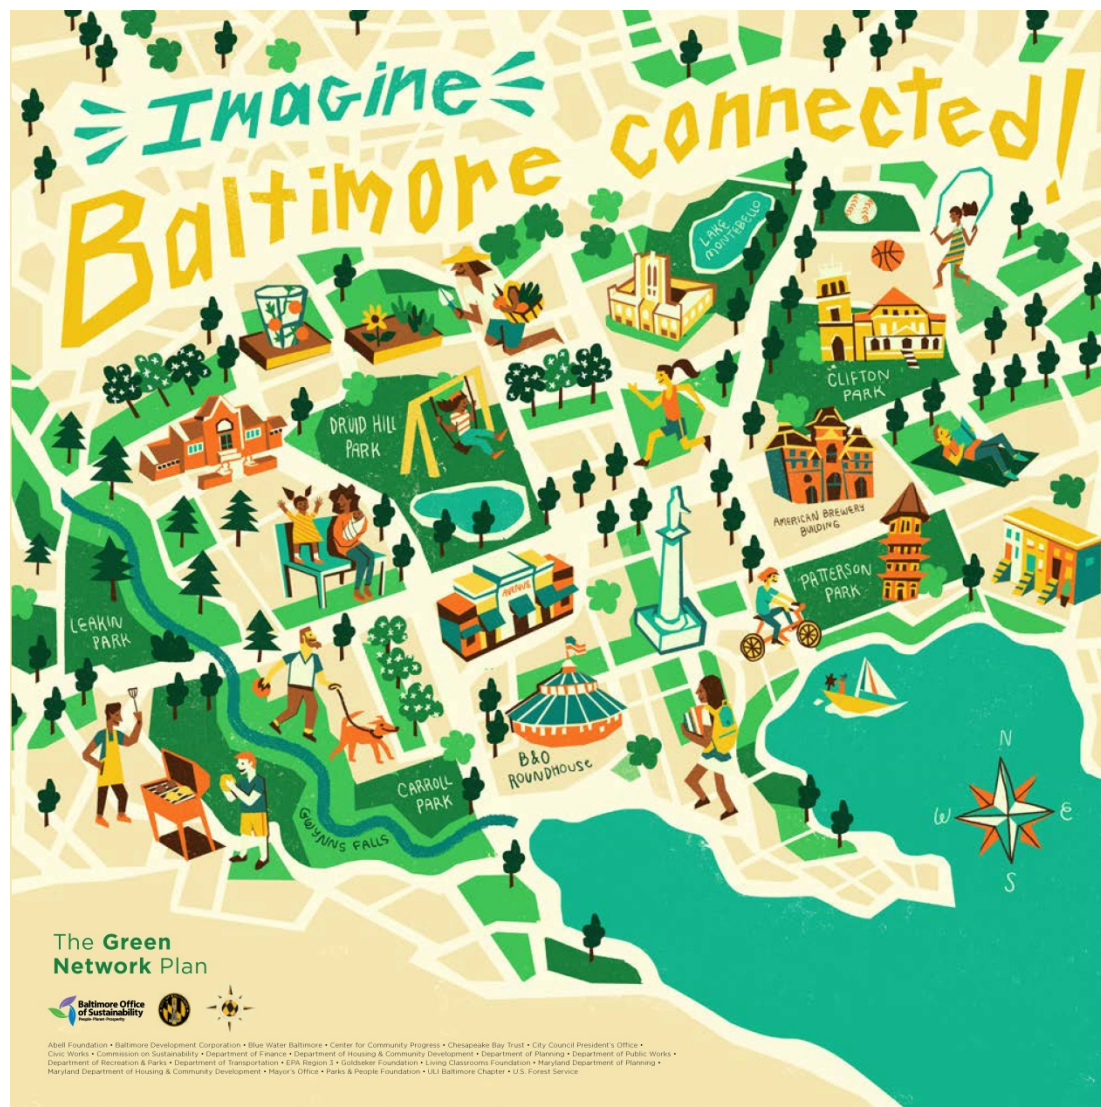 Imagine
Baltimore connected!
LAKE
MONTEBELLO
CLIFTON
PARK
DRUID HILL
PARK
AMERICAN BREWERY
BUILDING
AVENUE
PATTERSON
PARK
LEAKIN
PARK
B&O
ROUNDHOUSE
CARROLL
PARK
GWYNNS FALLS
N
W E
S
The Green
Network Plan
Baltimore Office
of Sustainability
People·Planet·Prosperity
Abell Foundation • Baltimore Development Corporation • Blue Water Baltimore • Center for Community Progress • Chesapeake Bay Trust • City Council President's Office •
Civic Works • Commission on Sustainability • Department of Finance • Department of Housing & Community Development • Department of Planning • Department of Public Works •
Department of Recreation & Parks • Department of Transportation • EPA Region 3 • Goldseker Foundation • Living Classrooms Foundation • Maryland Department of Planning •
Maryland Department of Housing & Community Development • Mayor's Office • Parks & People Foundation • ULI Baltimore Chapter • U.S. Forest Service